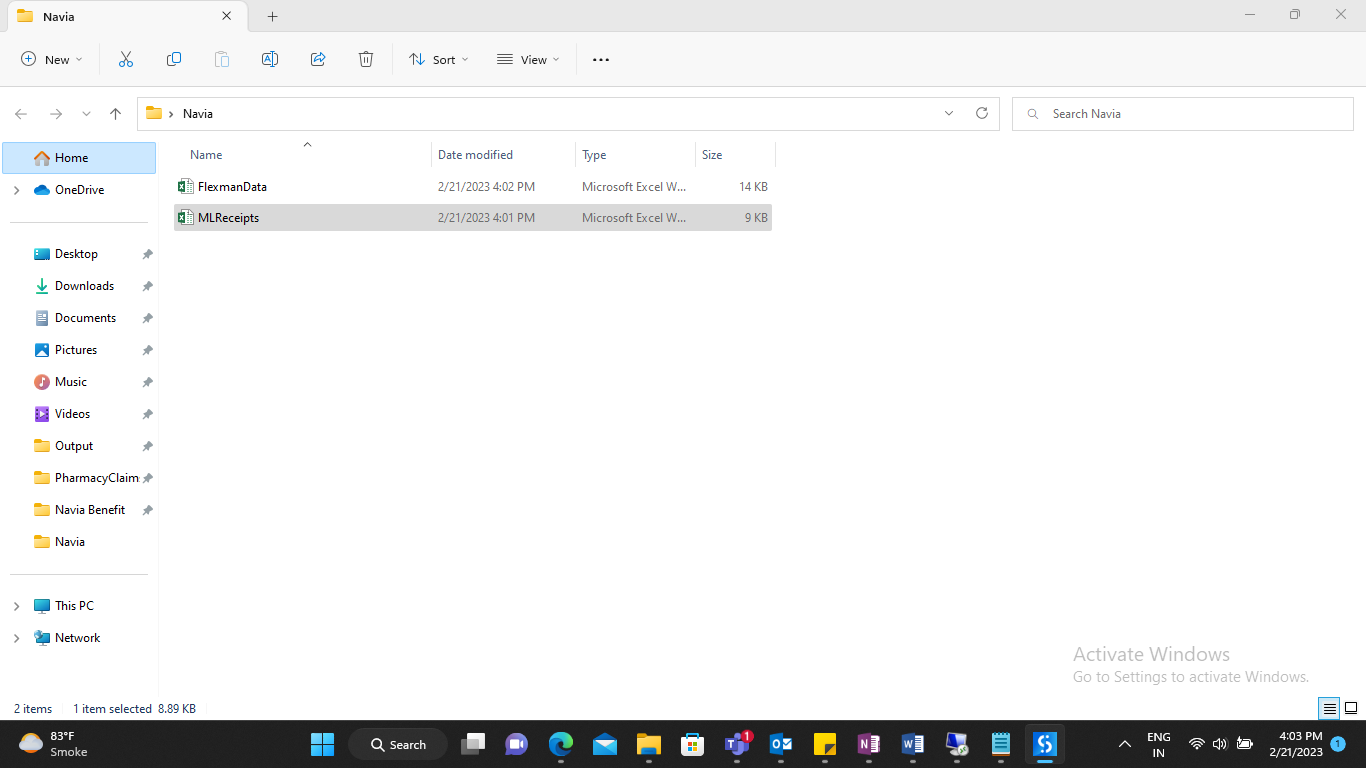 Navia
New
Sort
View
Navia
Search Navia
Name
Date modified
Type
Size
FlexmanData
2/21/2023 4:02 PM
Microsoft Excel W...
14 KB
MLReceipts
2/21/2023 4:01 PM
Microsoft Excel W...
9 KB
Home
OneDrive
Desktop
Downloads
Documents
Pictures
Music
Videos
Output
PharmacyClaim
Navia Benefit
Navia
This PC
Network
Activate Windows
Go to Settings to activate Windows.
2 items
1 item selected 8.89 KB
83°F
Smoke
Search
1
ENG
IN
4:03 PM
2/21/2023
1